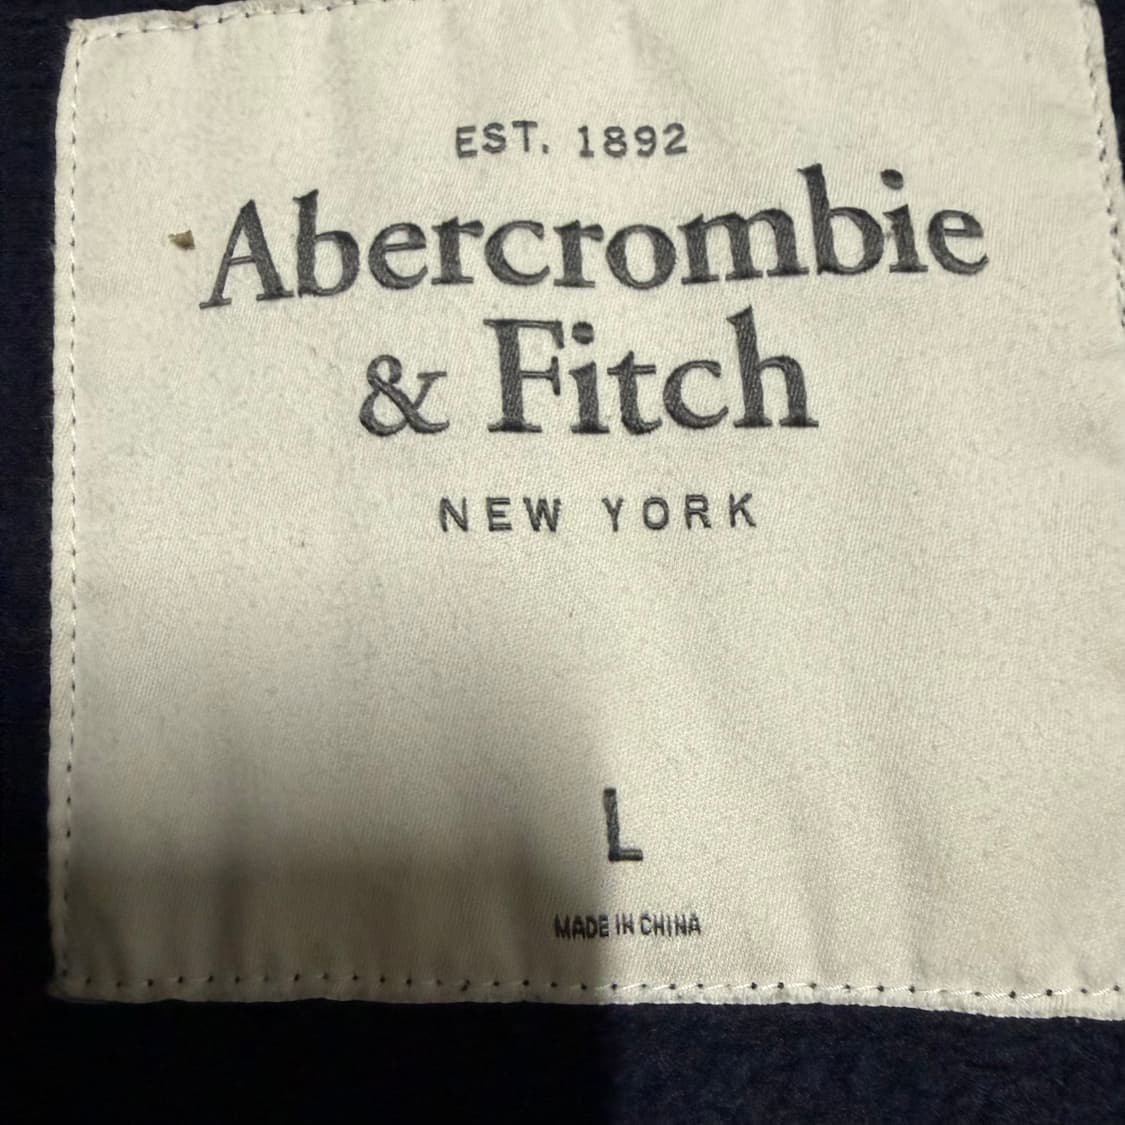 EST. 1892
Abercrombie
& Fitch
NEW YORK
L
MADE IN CHINA